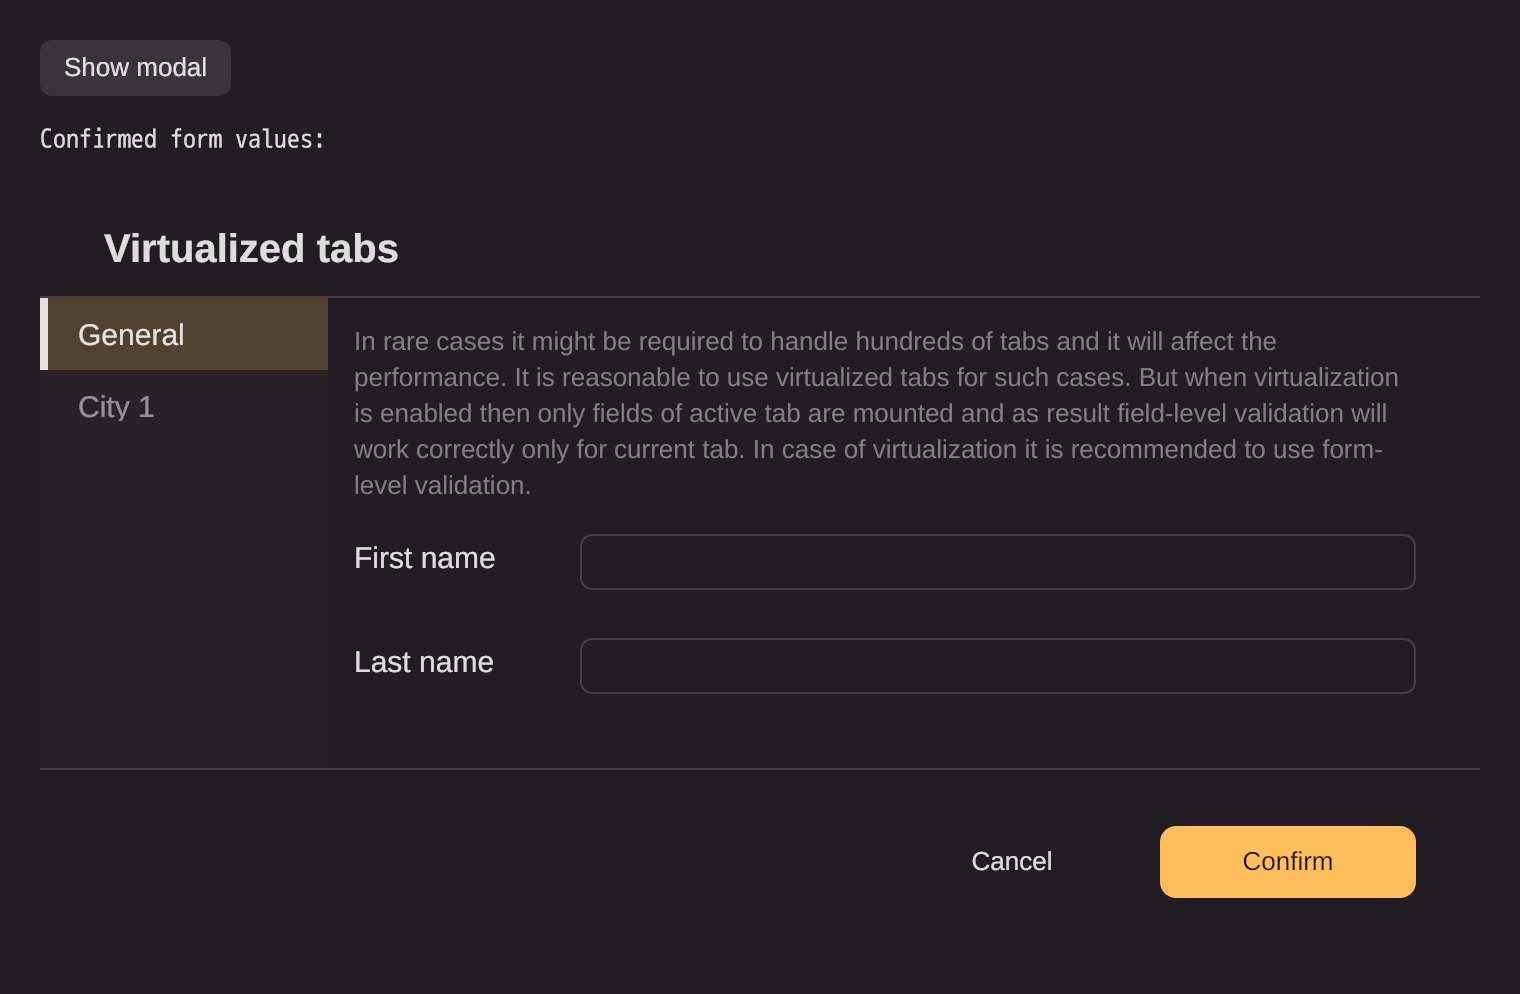 Show modal
Confirmed form values:
Virtualized tabs
General
City 1
In rare cases it might be required to handle hundreds of tabs and it will affect the
performance. It is reasonable to use virtualized tabs for such cases. But when virtualization
is enabled then only fields of active tab are mounted and as result field-level validation will
work correctly only for current tab. In case of virtualization it is recommended to use form-
level validation.
First name
Last name
Cancel
Confirm